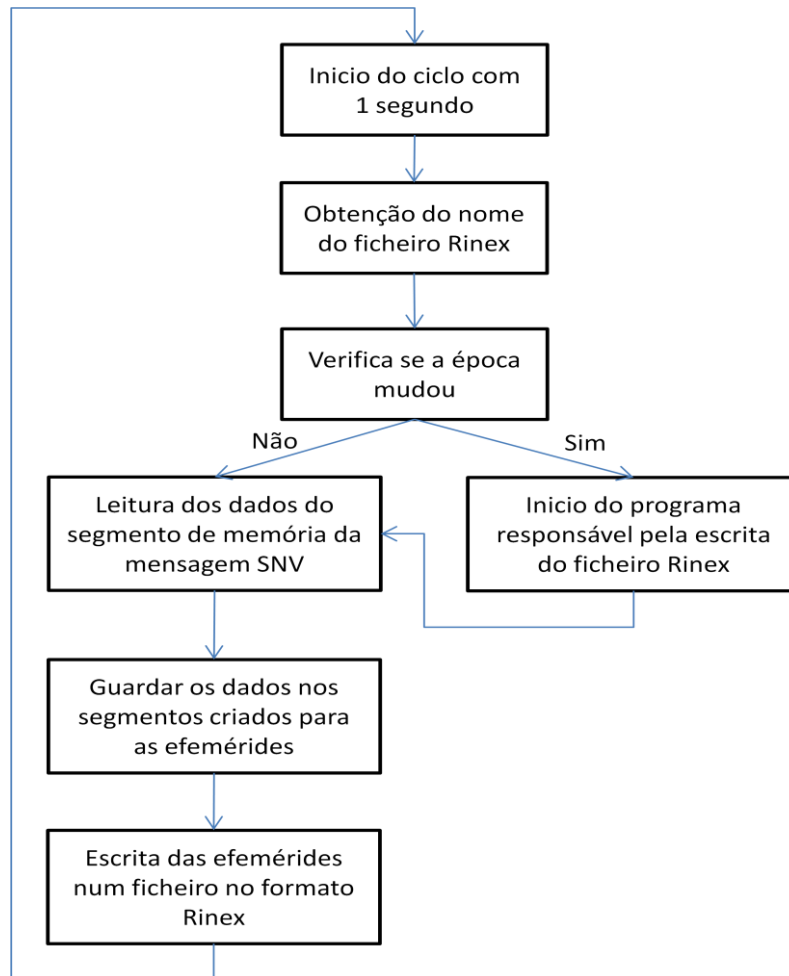 Inicio do ciclo com
1 segundo
Obtenção do nome
do ficheiro Rinex
Verifica se a época
mudou
Não
Sim
Leitura dos dados do
segmento de memória da
mensagem SNV
Inicio do programa
responsável pela escrita
do ficheiro Rinex
Guardar os dados nos
segmentos criados para
as efemérides
Escrita das efemérides
num ficheiro no formato
Rinex